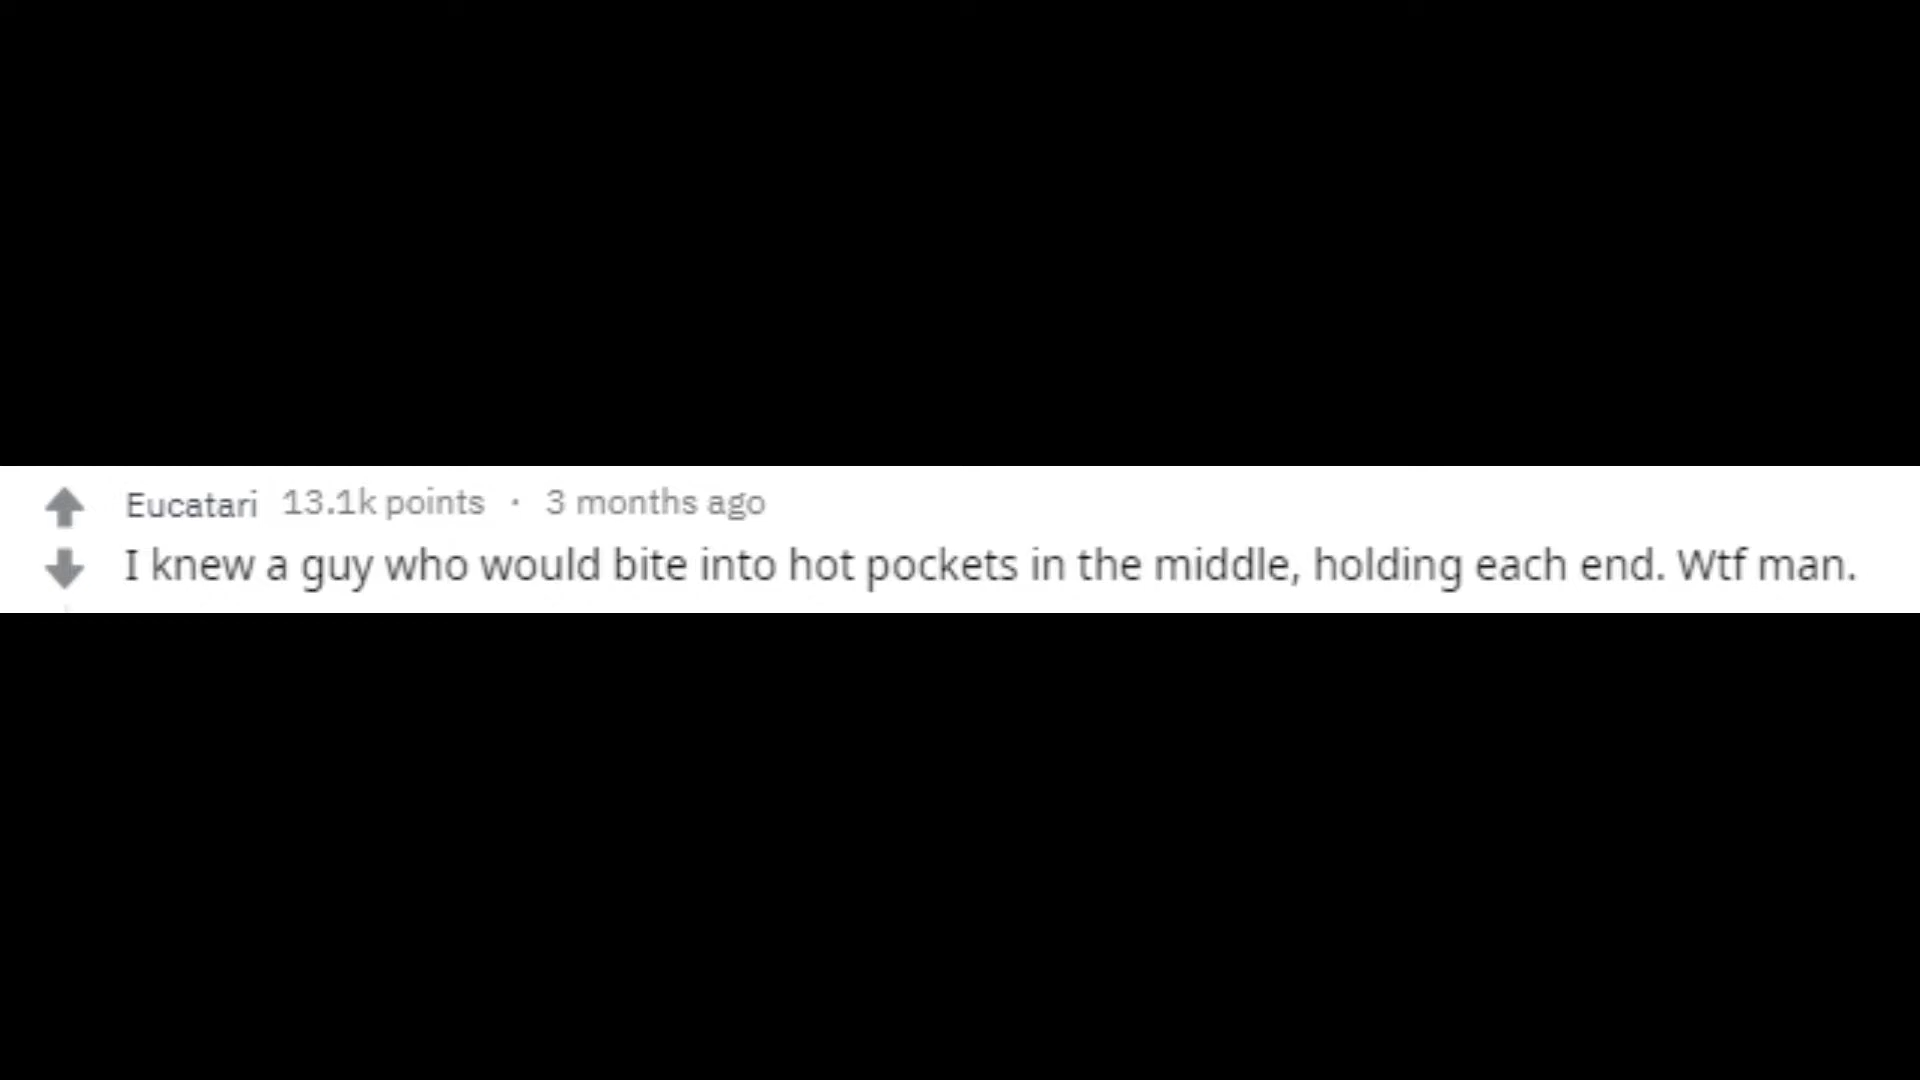 Eucatari 13.1k points · 3 months ago
I knew a guy who would bite into hot pockets in the middle, holding each end. Wtf man.